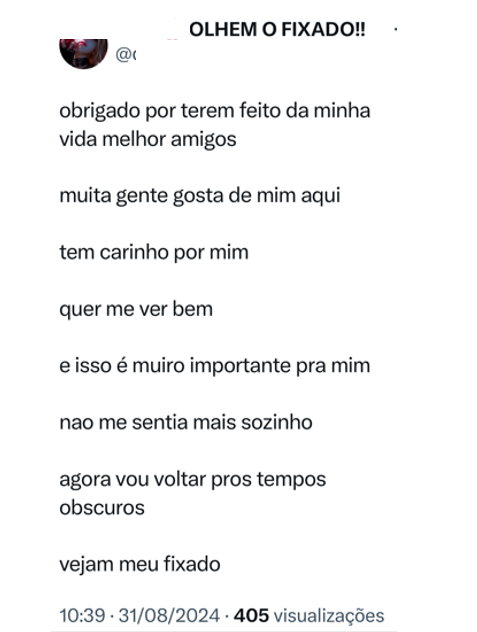 OLHEM O FIXADO!! ·
@
obrigado por terem feito da minha
vida melhor amigos
muita gente gosta de mim aqui
tem carinho por mim
quer me ver bem
e isso é muiro importante pra mim
nao me sentia mais sozinho
agora vou voltar pros tempos
obscuros
vejam meu fixado
10:39 · 31/08/2024 · 405 visualizações